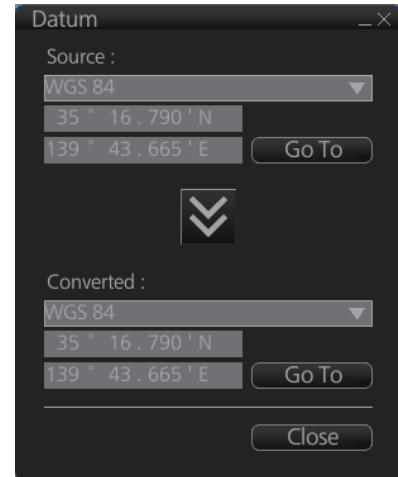 Datum
Source :
WGS 84
35 ° 16 . 790 ' N
139 ° 43 . 665 ' E Go To
Converted :
WGS 84
35 ° 16 . 790 ' N
139 ° 43 . 665 ' E Go To
Close